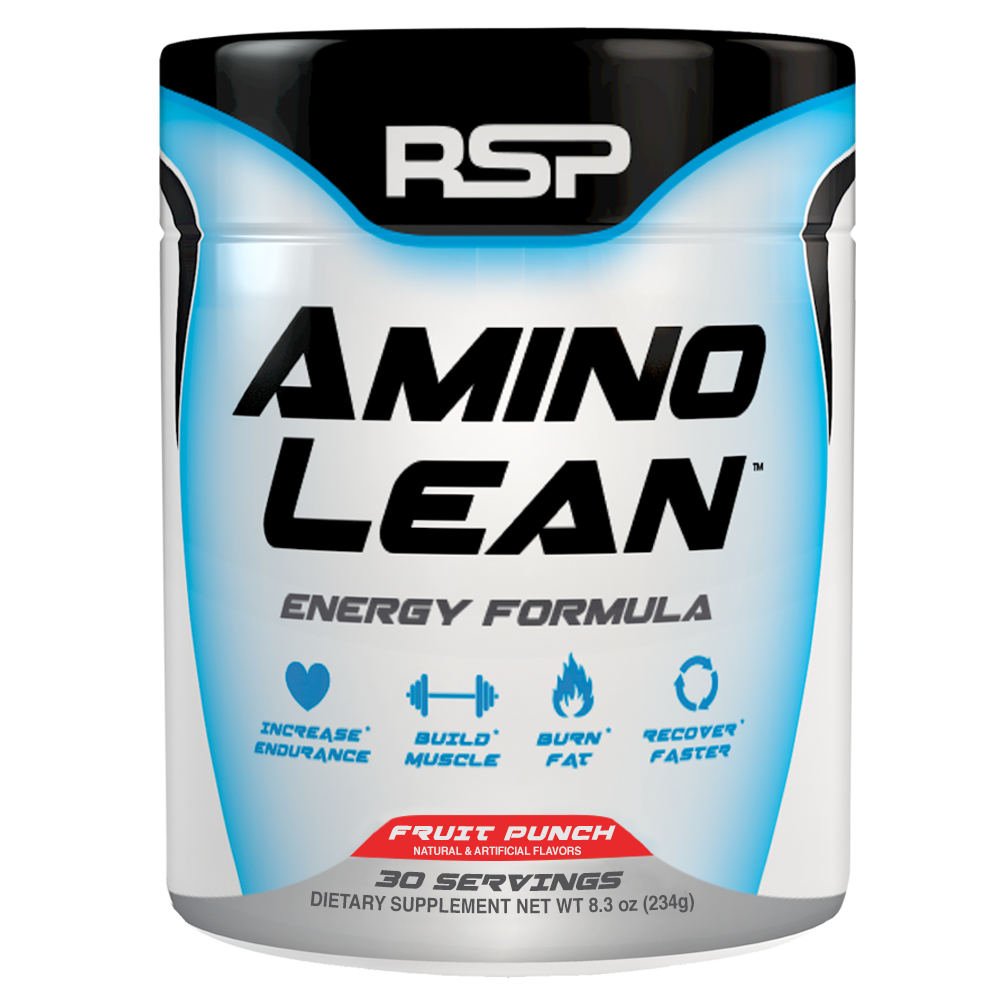 RSP
AMINO
LEAN™
ENERGY FORMULA
INCREASE*
ENDURANCE
BUILD*
MUSCLE
BURN*
FAT
RECOVER*
FASTER
FRUIT PUNCH
NATURAL & ARTIFICIAL FLAVORS
30 SERVINGS
DIETARY SUPPLEMENT NET WT 8.3 oz (234g)